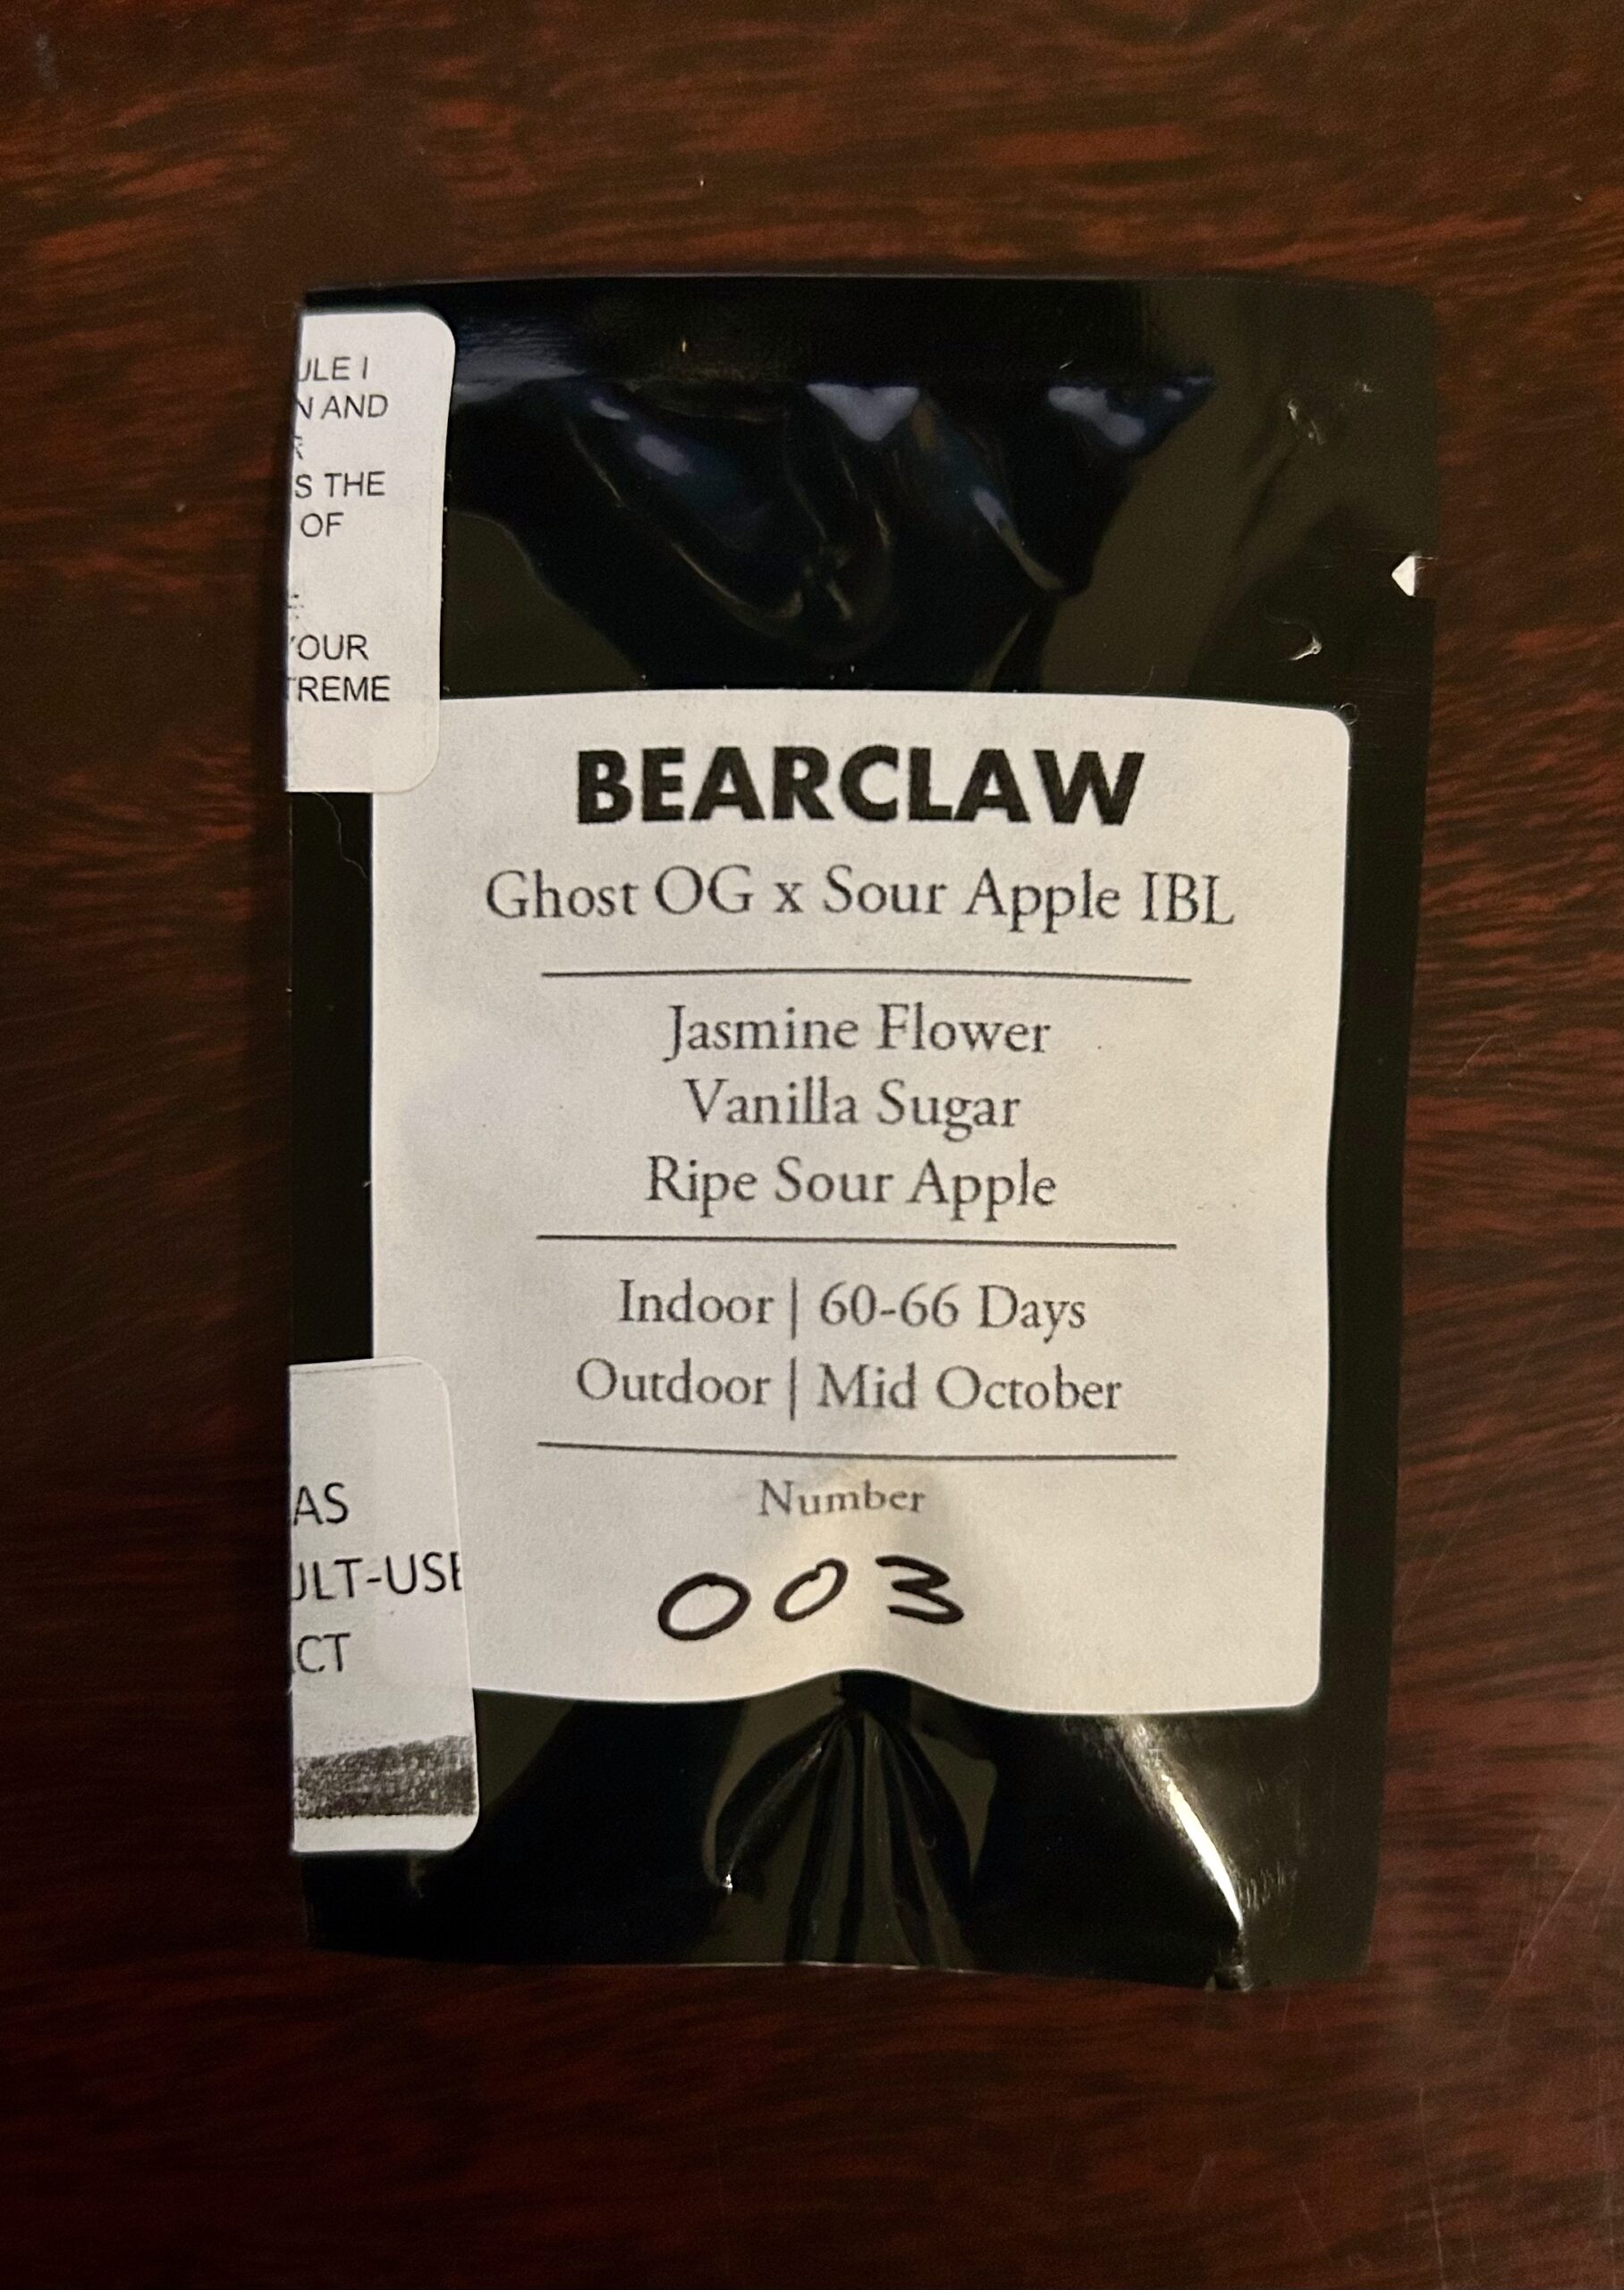 ULE I
N AND
S THE
OF
YOUR
TREME
BEARCLAW
Ghost OG x Sour Apple IBL
Jasmine Flower
Vanilla Sugar
Ripe Sour Apple
Indoor | 60-66 Days
Outdoor | Mid October
Number
003
AS
ULT-USE
CT